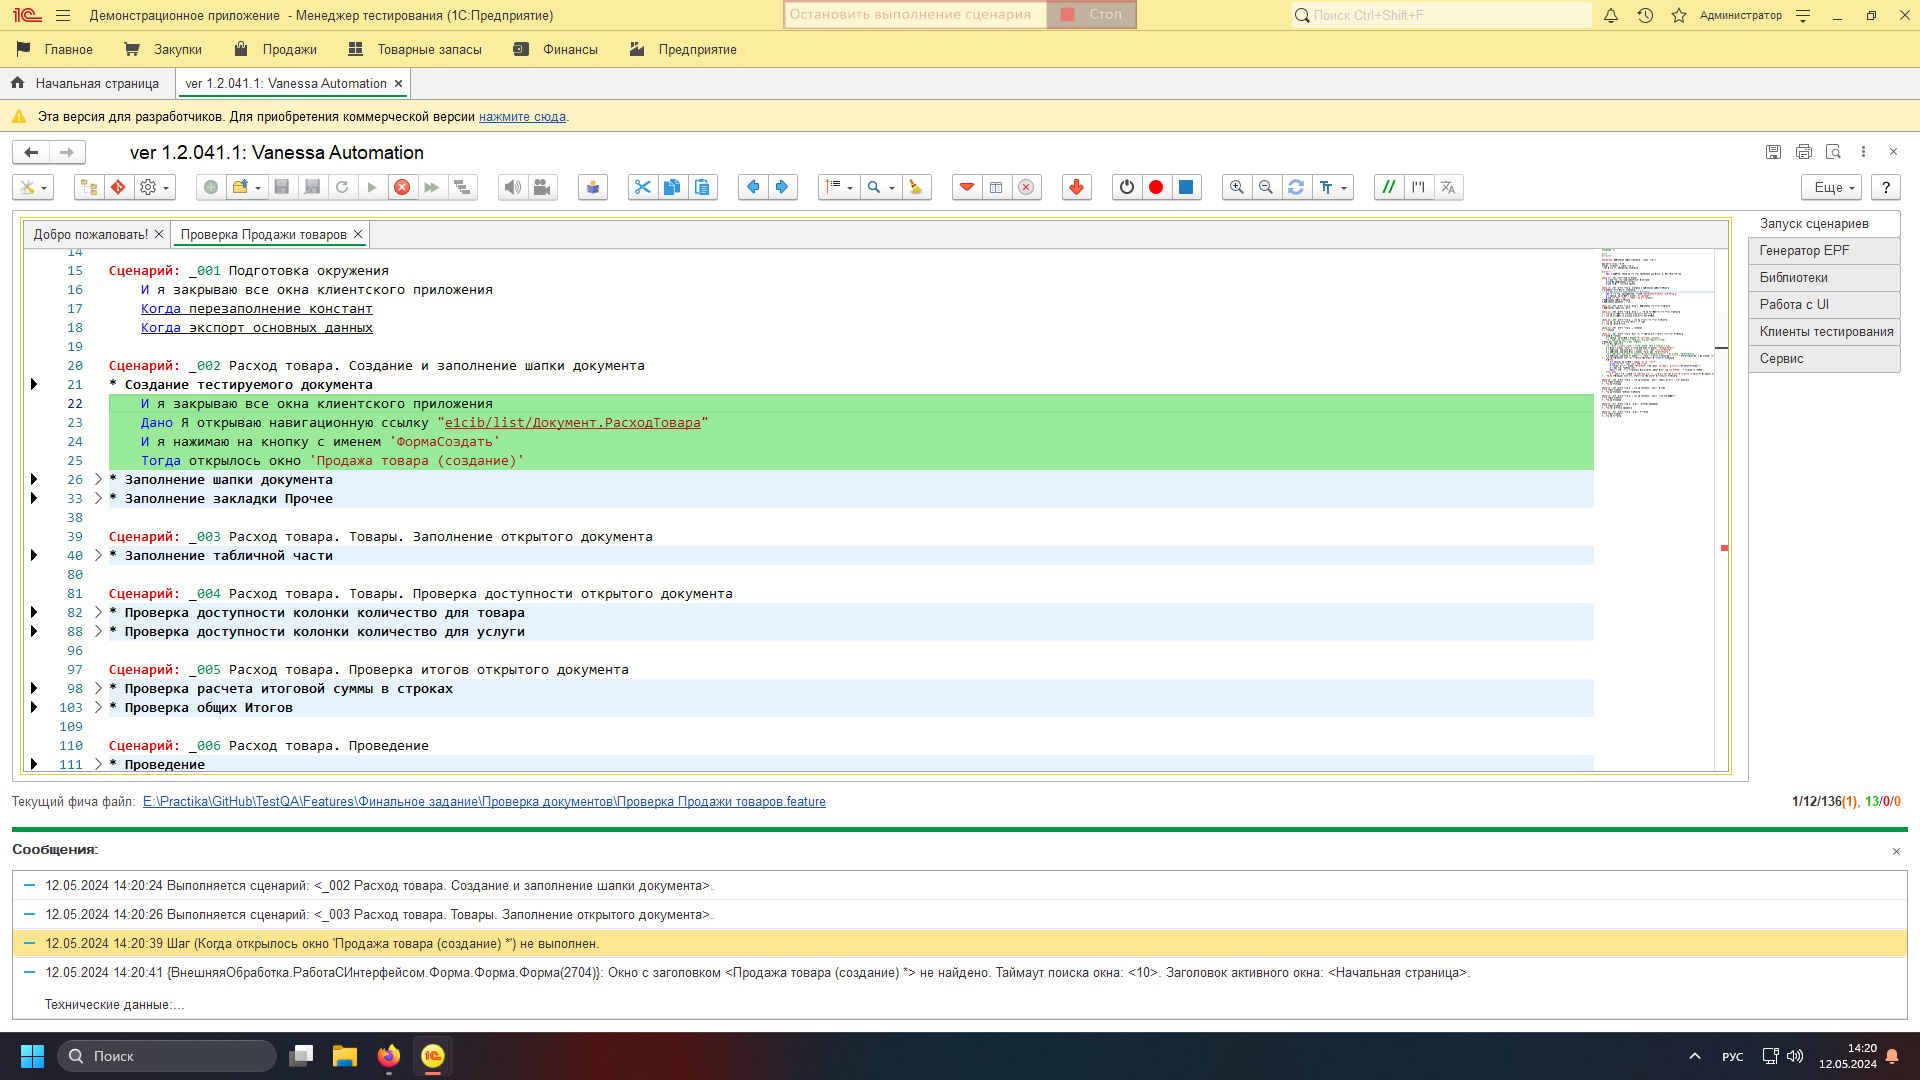 Демонстрационное приложение - Менеджер тестирования (1С:Предприятие)
Остановить выполнение сценария
Стоп
Поиск Ctrl+Shift+F
Администратор
Главное
Закупки
Продажи
Товарные запасы
Финансы
Предприятие
Начальная страница
ver 1.2.041.1: Vanessa Automation
Эта версия для разработчиков. Для приобретения коммерческой версии нажмите сюда.
ver 1.2.041.1: Vanessa Automation
Еще
?
Добро пожаловать!
Проверка Продажи товаров
Запуск сценариев
Генератор EPF
Библиотеки
Работа с UI
Клиенты тестирования
Сервис
14
15 Сценарий: _001 Подготовка окружения
16 И я закрываю все окна клиентского приложения
17 Когда перезаполнение констант
18 Когда экспорт основных данных
19
20 Сценарий: _002 Расход товара. Создание и заполнение шапки документа
21 * Создание тестируемого документа
22 И я закрываю все окна клиентского приложения
23 Дано Я открываю навигационную ссылку "e1cib/list/Документ.РасходТовара"
24 И я нажимаю на кнопку с именем 'ФормаСоздать'
25 Тогда открылось окно 'Продажа товара (создание)'
26 * Заполнение шапки документа
33 * Заполнение закладки Прочее
38
39 Сценарий: _003 Расход товара. Товары. Заполнение открытого документа
40 * Заполнение табличной части
80
81 Сценарий: _004 Расход товара. Товары. Проверка доступности открытого документа
82 * Проверка доступности колонки количество для товара
88 * Проверка доступности колонки количество для услуги
96
97 Сценарий: _005 Расход товара. Проверка итогов открытого документа
98 * Проверка расчета итоговой суммы в строках
103 * Проверка общих Итогов
109
110 Сценарий: _006 Расход товара. Проведение
111 * Проведение
Текущий фича файл: E:\Practika\GitHub\TestQA\Features\Финальное задание\Проверка документов\Проверка Продажи товаров.feature
1/12/136(1), 13/0/0
Сообщения:
12.05.2024 14:20:24 Выполняется сценарий: <_002 Расход товара. Создание и заполнение шапки документа>.
12.05.2024 14:20:26 Выполняется сценарий: <_003 Расход товара. Товары. Заполнение открытого документа>.
12.05.2024 14:20:39 Шаг (Когда открылось окно 'Продажа товара (создание) *') не выполнен.
12.05.2024 14:20:41 {ВнешняяОбработка.РаботаСИнтерфейсом.Форма.Форма.Форма(2704)}: Окно с заголовком <Продажа товара (создание) *> не найдено. Таймаут поиска окна: <10>. Заголовок активного окна: <Начальная страница>.
Технические данные:...
Поиск
РУС
14:20
12.05.2024